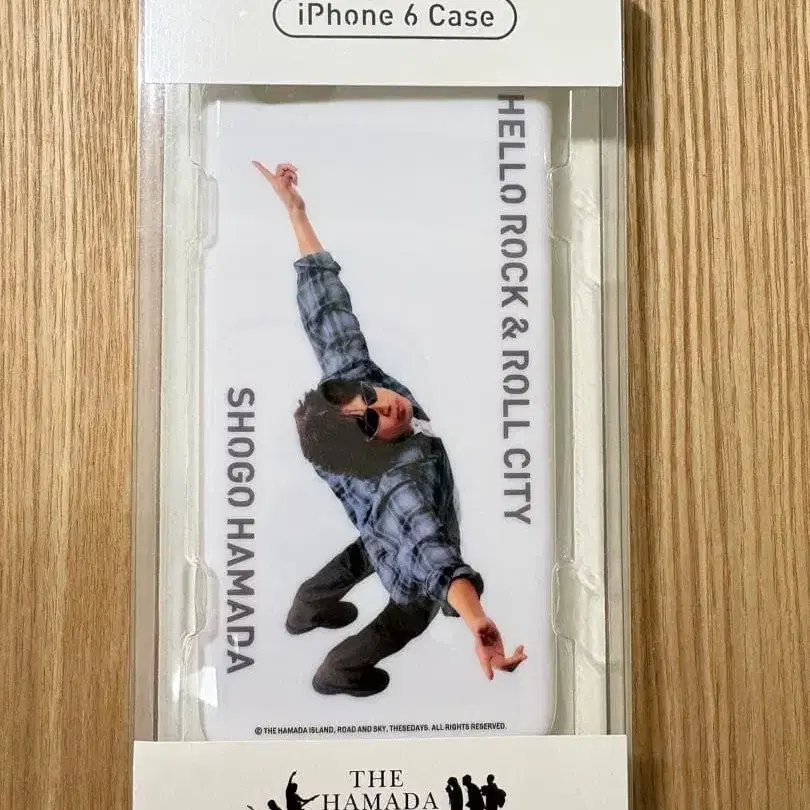 iPhone 6 Case
HELLO ROCK & ROLL CITY
SHOGO HAMADA
© THE HAMADA ISLAND, ROAD AND SKY, THESEDAYS. ALL RIGHTS RESERVED.
THE
HAMADA